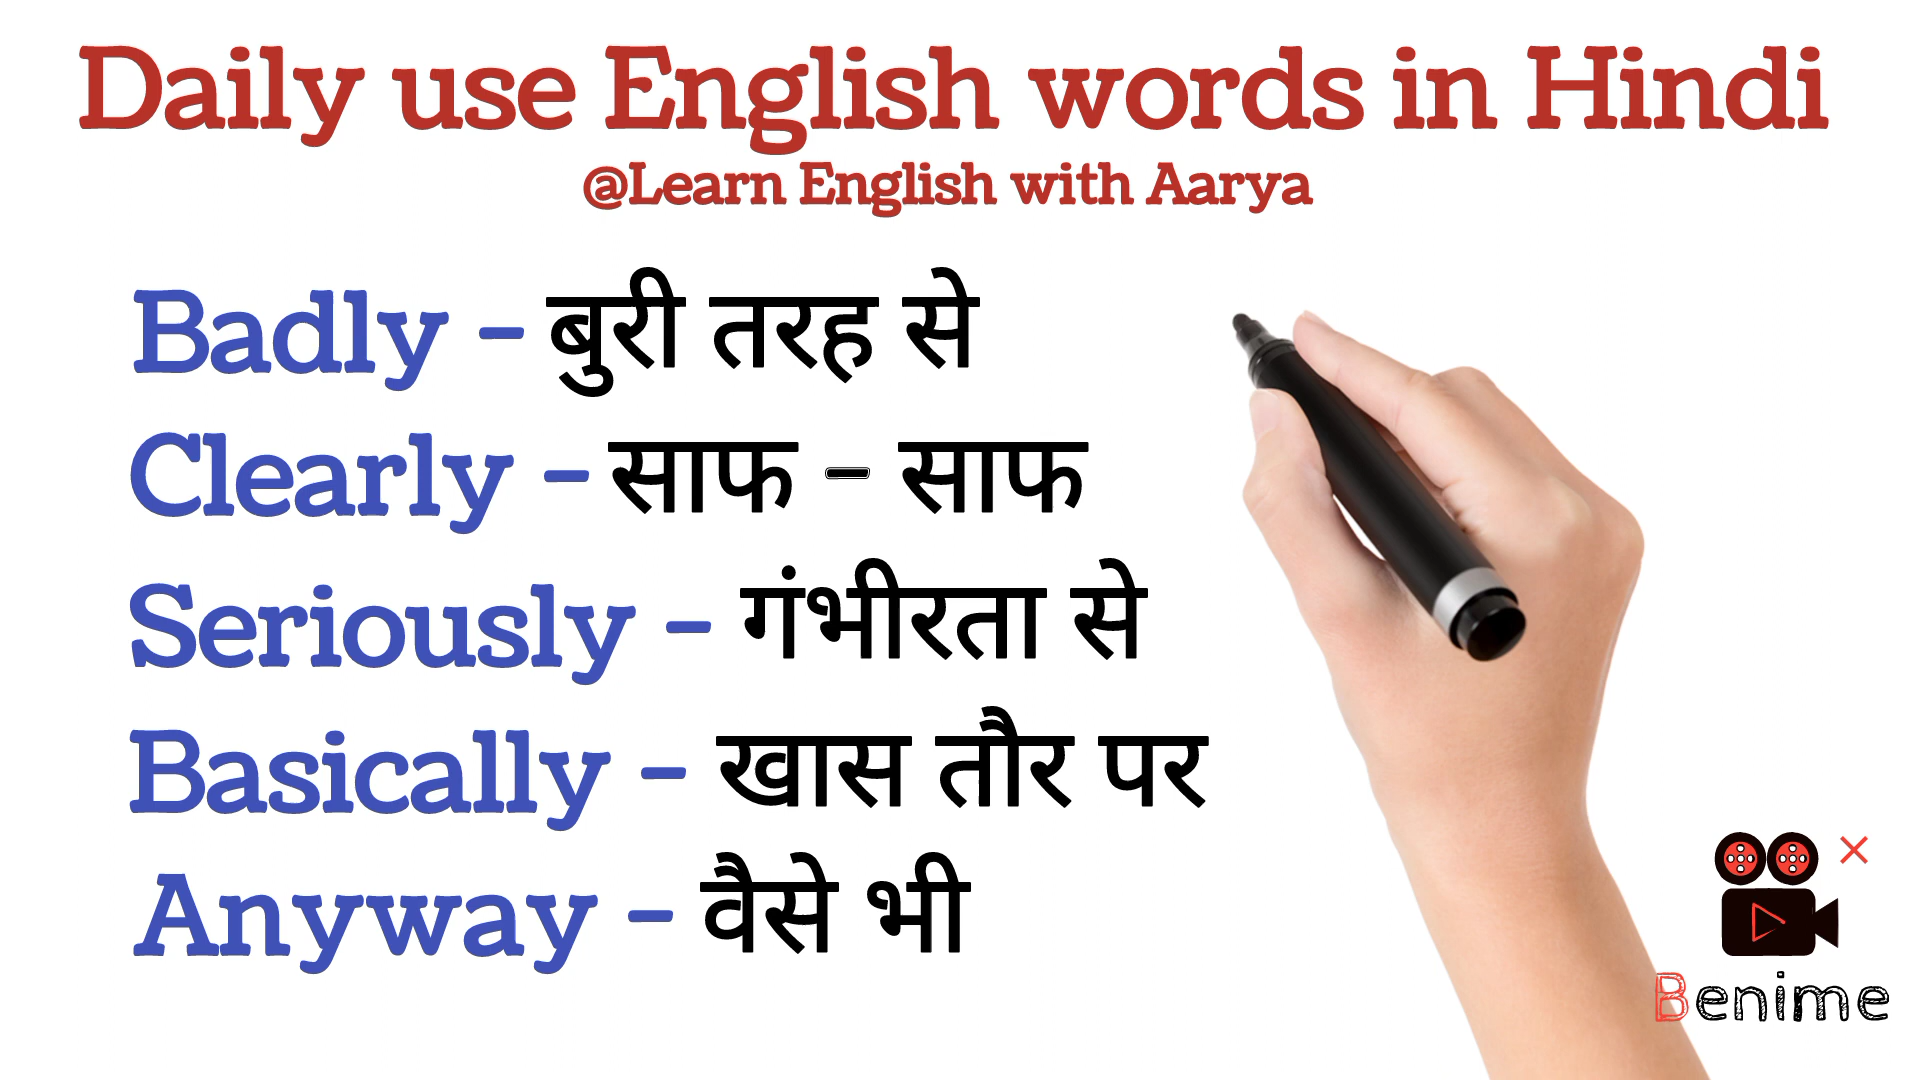 Daily use English words in Hindi
@Learn English with Aarya
Badly - बुरी तरह से
Clearly - साफ - साफ
Seriously - गंभीरता से
Basically - खास तौर पर
Anyway - वैसे भी
Benime